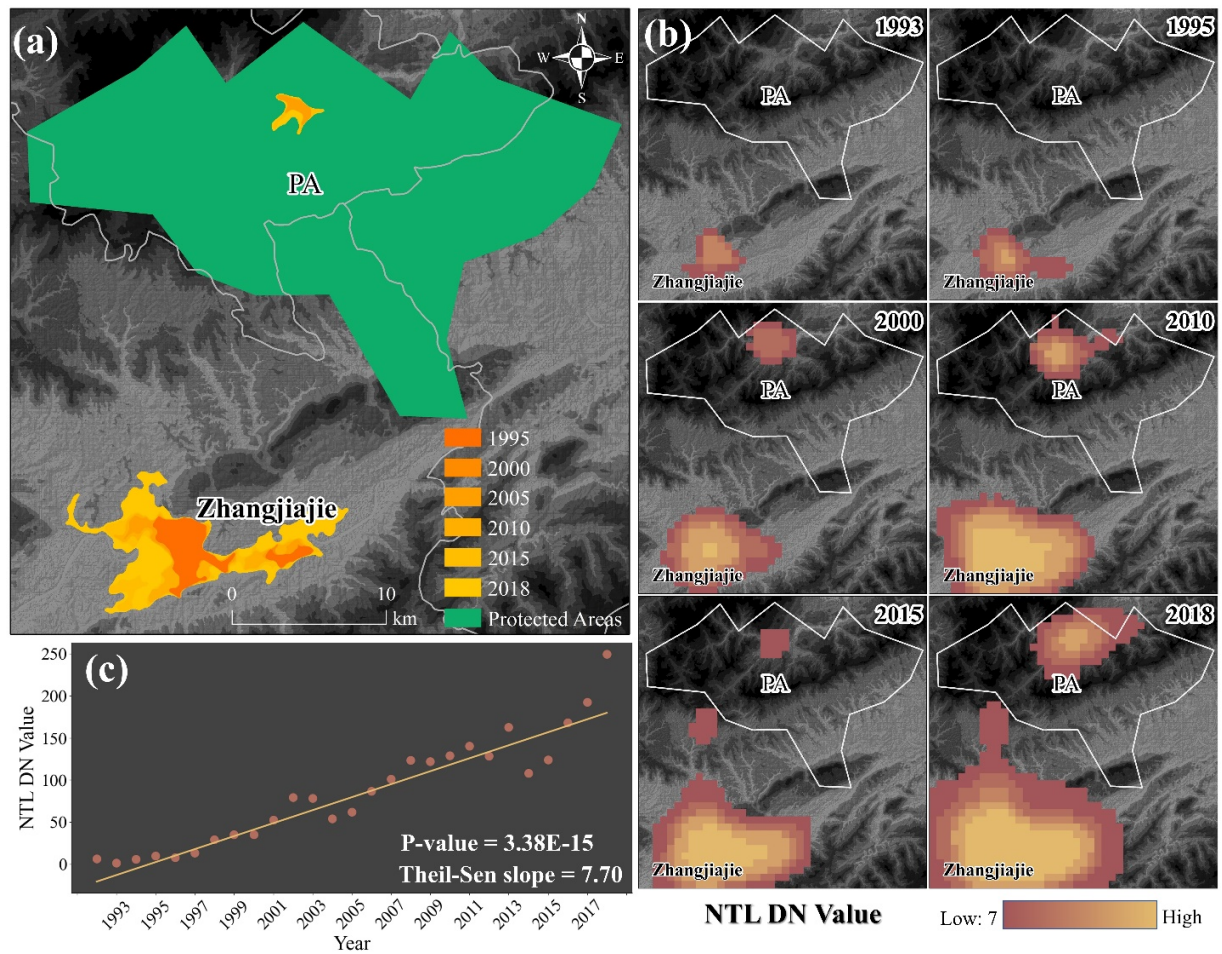 (a)
N
W E
S
PA
Zhangjiajie
0 10
km
1995
2000
2005
2010
2015
2018
Protected Areas
(b)
1993
PA
Zhangjiajie
1995
PA
Zhangjiajie
2000
PA
Zhangjiajie
2010
PA
Zhangjiajie
2015
PA
Zhangjiajie
2018
PA
Zhangjiajie
NTL DN Value
Low: 7 High
(c)
NTL DN Value
250
200
150
100
50
0
P-value = 3.38E-15
Theil-Sen slope = 7.70
1993 1995 1997 1999 2001 2003 2005 2007 2009 2011 2013 2015 2017
Year